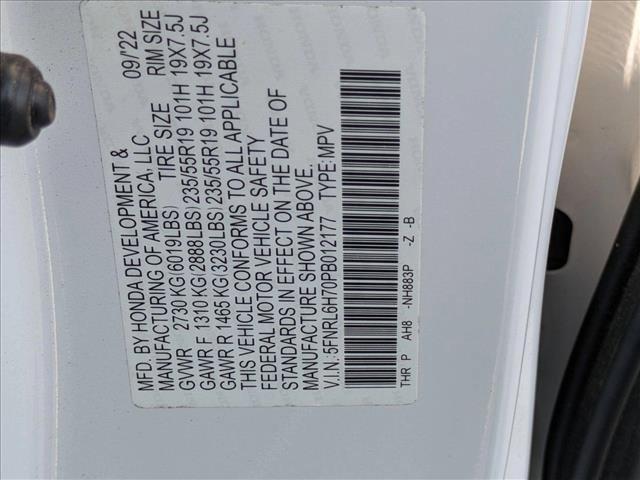 MFD. BY HONDA DEVELOPMENT & 09/22
MANUFACTURING OF AMERICA, LLC
GVWR 2730 KG(6019LBS) TIRE SIZE RIM SIZE
GAWR F 1310 KG(2888LBS)235/55R19 101H 19X7.5J
GAWR R 1465 KG(3230LBS)235/55R19 101H 19X7.5J
THIS VEHICLE CONFORMS TO ALL APPLICABLE
FEDERAL MOTOR VEHICLE SAFETY
STANDARDS IN EFFECT ON THE DATE OF
MANUFACTURE SHOWN ABOVE.
V.I.N.: 5FNRL6H70PB012177 TYPE: MPV
THR P AH8 -NH883P -Z -B